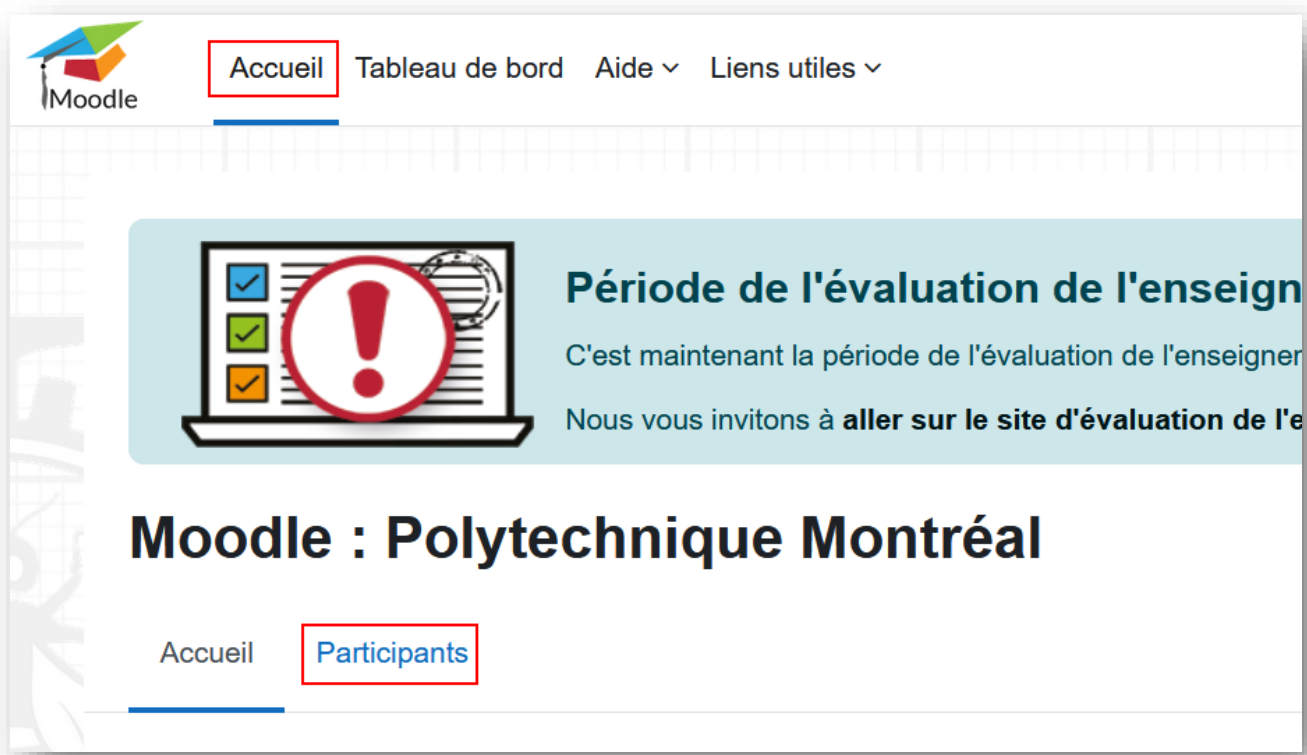 Moodle
Accueil Tableau de bord Aide Liens utiles
Période de l'évaluation de l'enseign
C'est maintenant la période de l'évaluation de l'enseigner
Nous vous invitons à aller sur le site d'évaluation de l'e
Moodle : Polytechnique Montréal
Accueil Participants